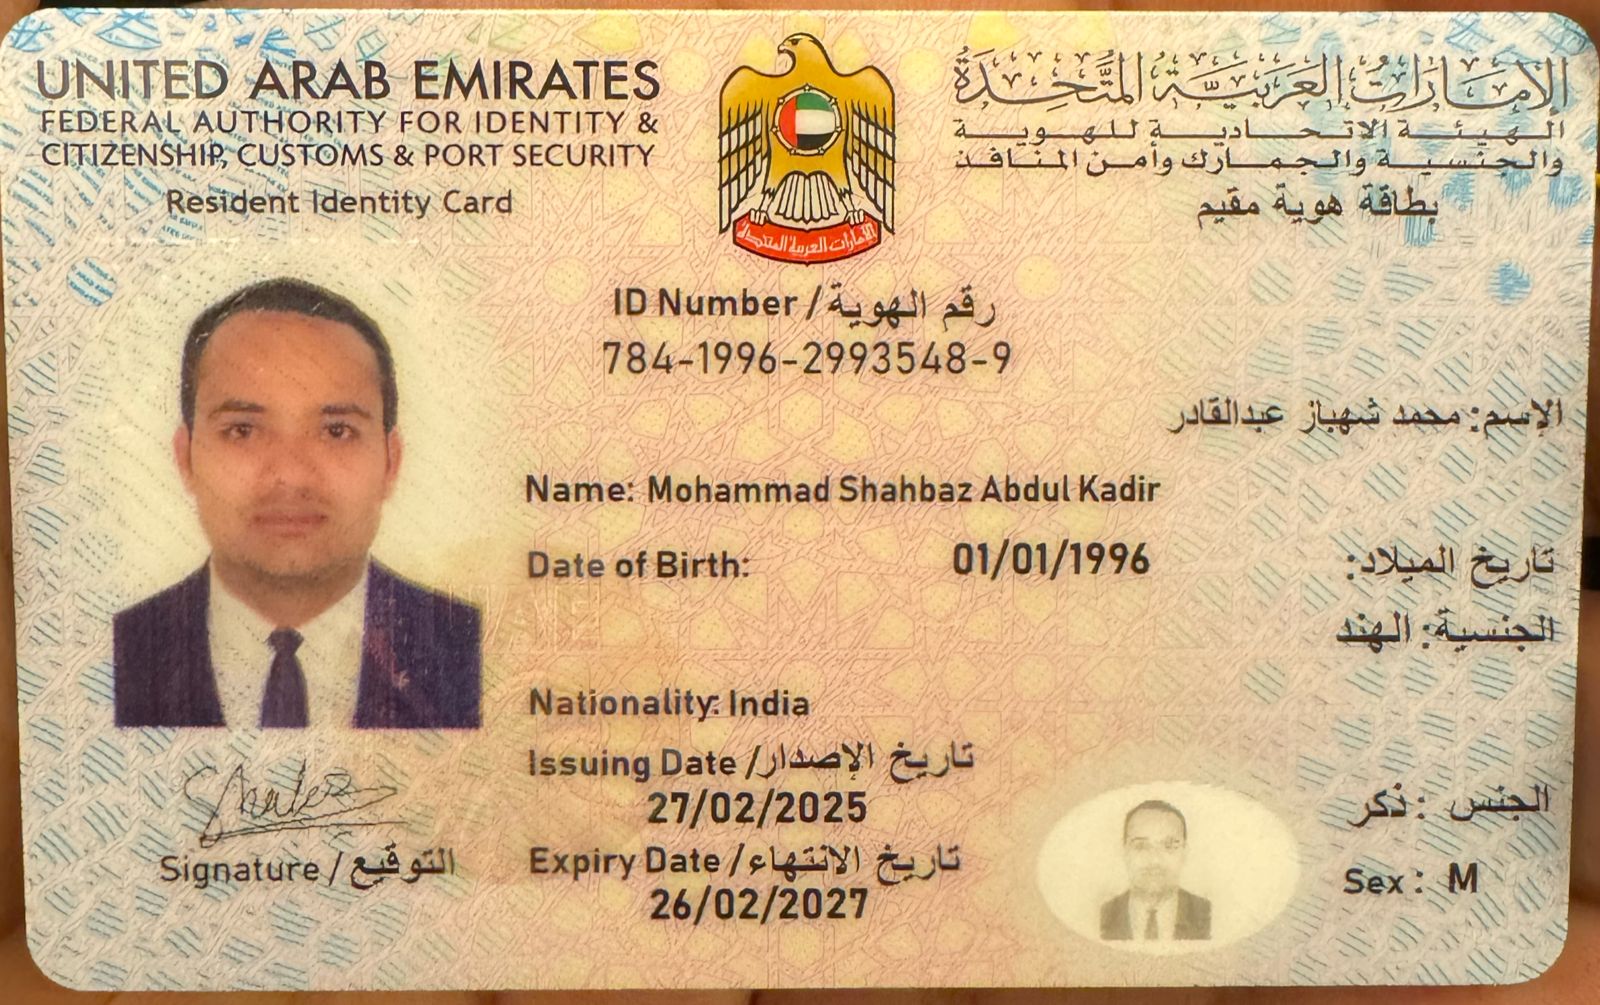 UNITED ARAB EMIRATES
FEDERAL AUTHORITY FOR IDENTITY &
CITIZENSHIP, CUSTOMS & PORT SECURITY
Resident Identity Card
الإمارات العربية المتحدة
الهيئة الاتحادية للهوية
والجنسية والجمارك وأمن المنافذ
بطاقة هوية مقيم
الإمارات العربية المتحدة
ID Number / رقم الهوية
784-1996-2993548-9
الإسم: محمد شهباز عبدالقادر
Name: Mohammad Shahbaz Abdul Kadir
Date of Birth: 01/01/1996 تاريخ الميلاد:
الجنسية: الهند
Nationality: India
Issuing Date / تاريخ الإصدار
27/02/2025
Expiry Date / تاريخ الانتهاء
26/02/2027
الجنس : ذكر
Sex : M
Signature / التوقيع